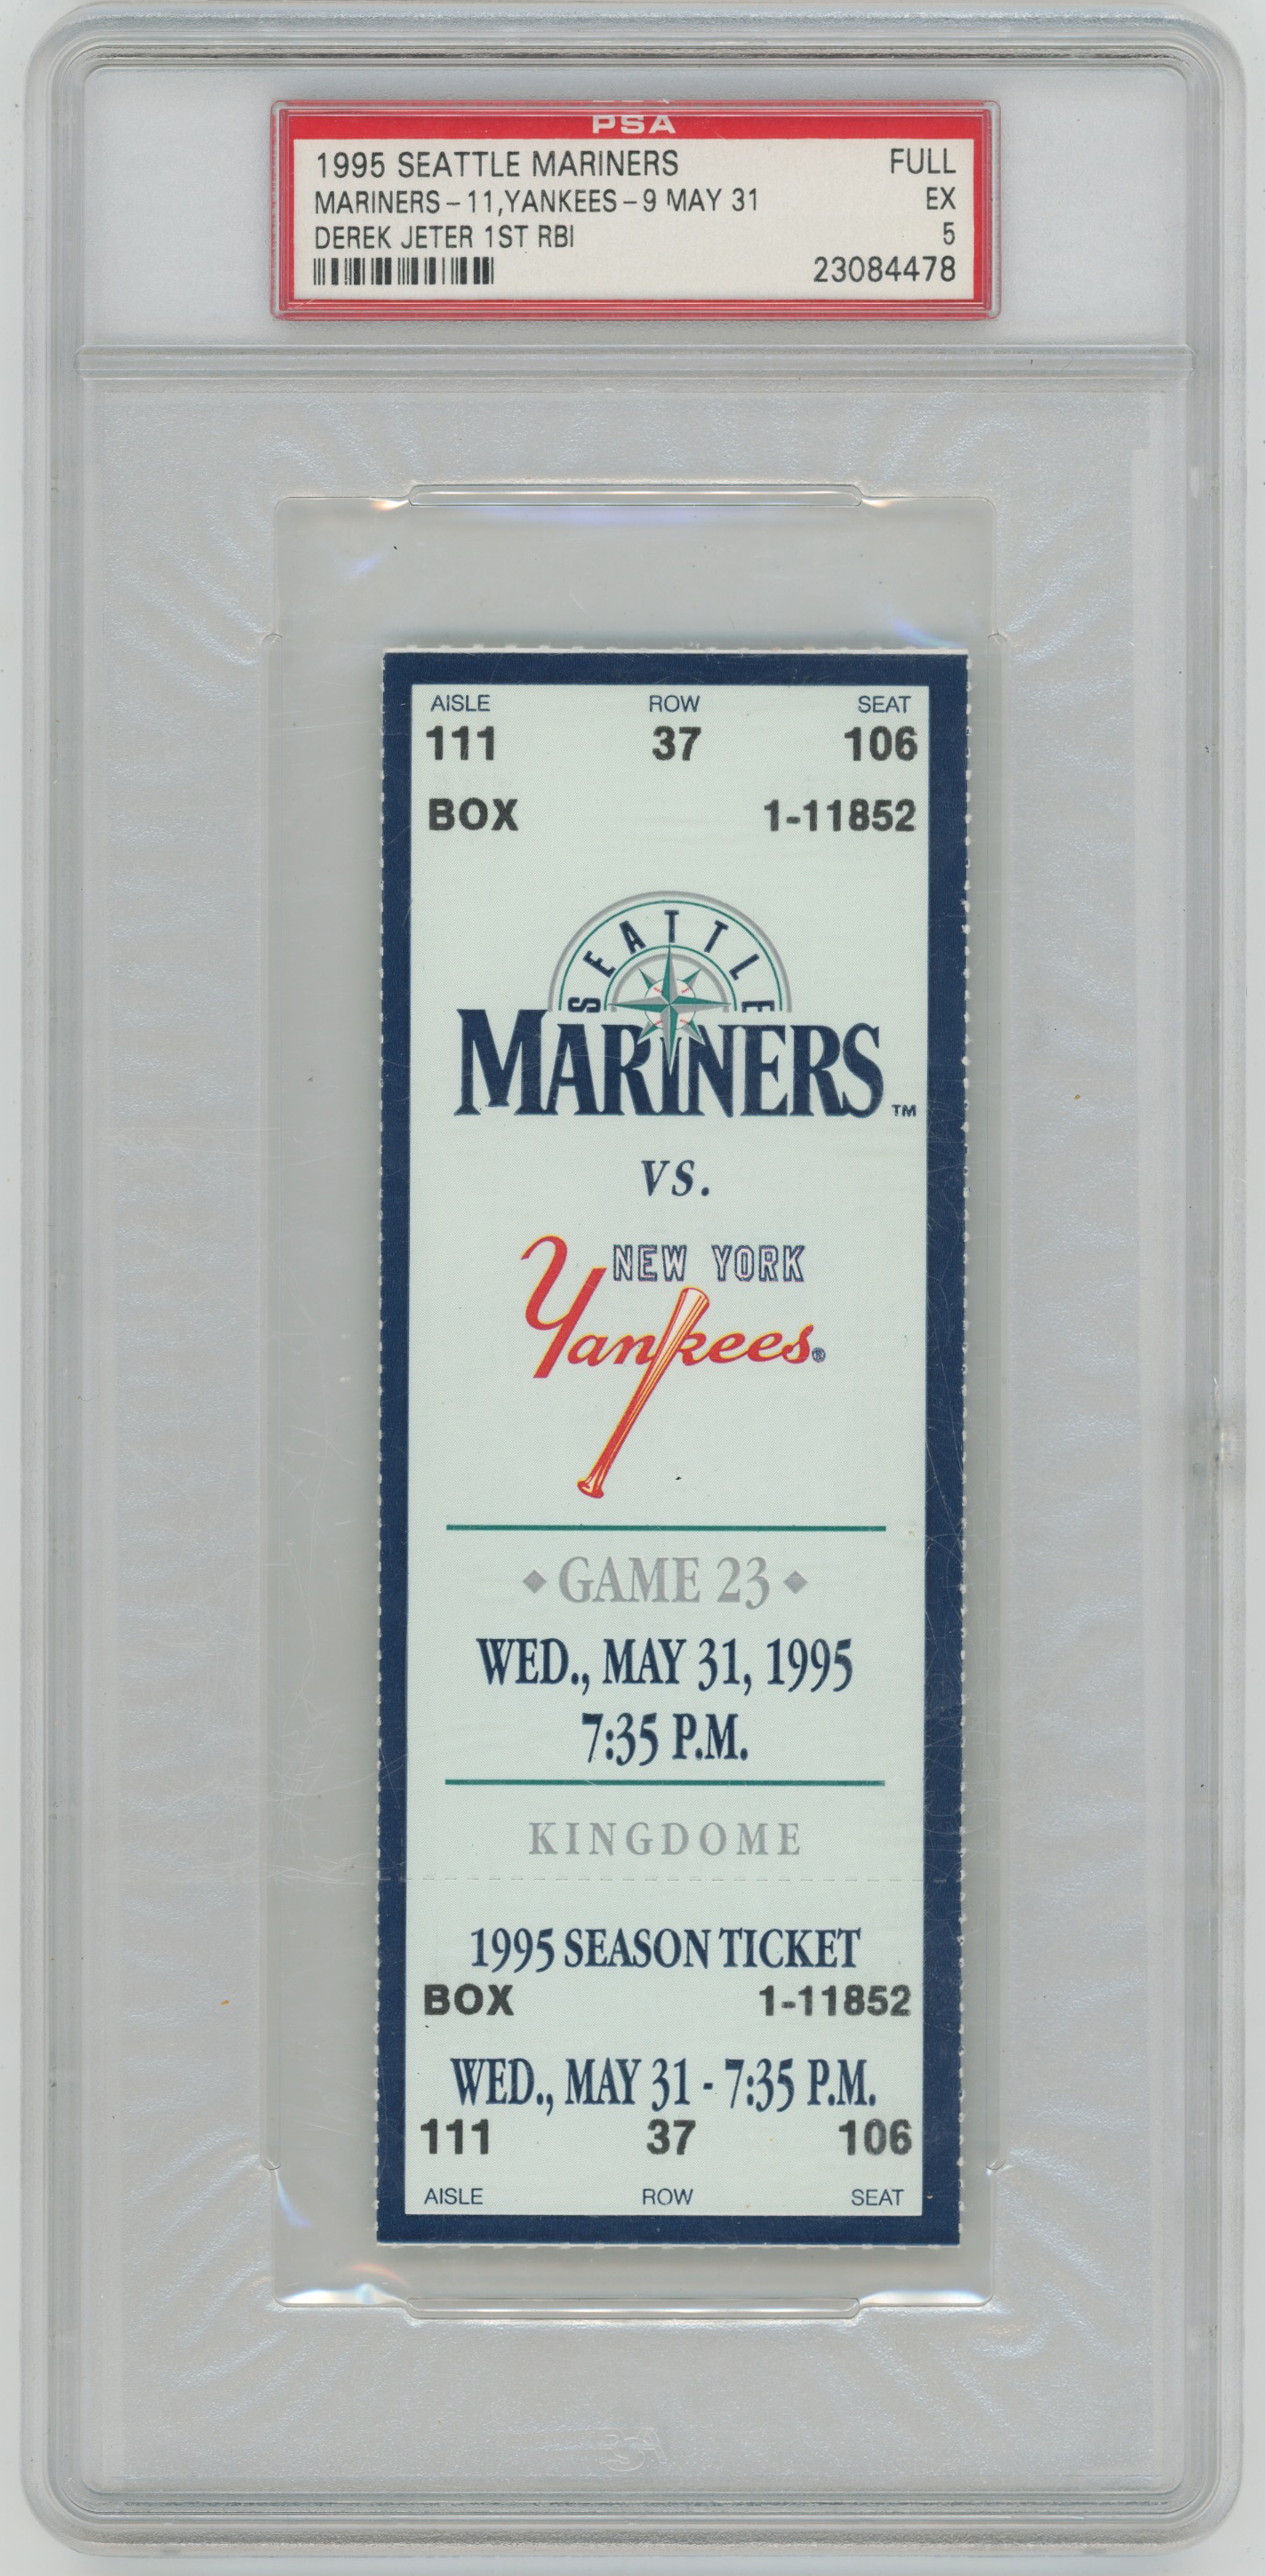 PSA
1995 SEATTLE MARINERS FULL
MARINERS-11,YANKEES-9 MAY 31 EX
DEREK JETER 1ST RBI 5
23084478
AISLE ROW SEAT
111 37 106
BOX 1-11852
SEATTLE
MARINERS TM
VS.
NEW YORK
Yankees®
◆ GAME 23 ◆
WED., MAY 31, 1995
7:35 P.M.
KINGDOME
1995 SEASON TICKET
BOX 1-11852
WED., MAY 31 - 7:35 P.M.
111 37 106
AISLE ROW SEAT